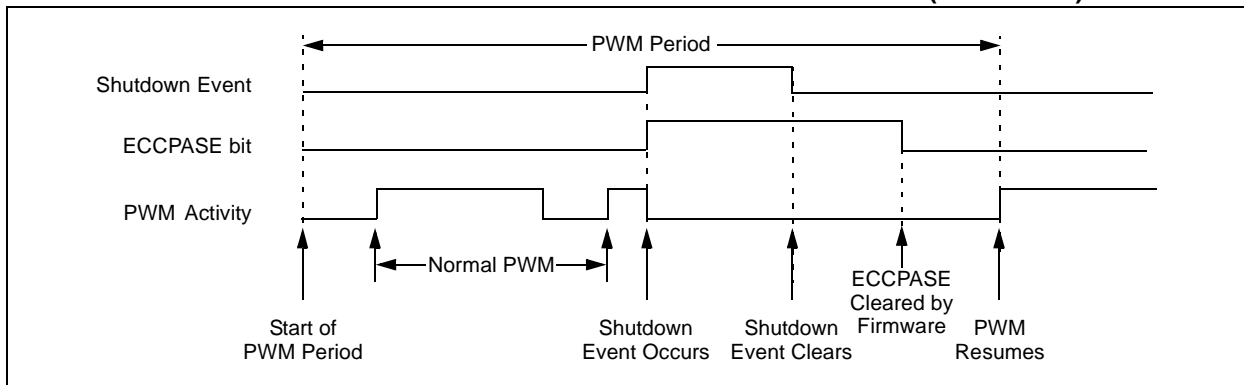 PWM Period
Shutdown Event
ECCPASE bit
PWM Activity
Normal PWM
Start of
PWM Period
Shutdown
Event Occurs
Shutdown
Event Clears
ECCPASE
Cleared by
Firmware
PWM
Resumes